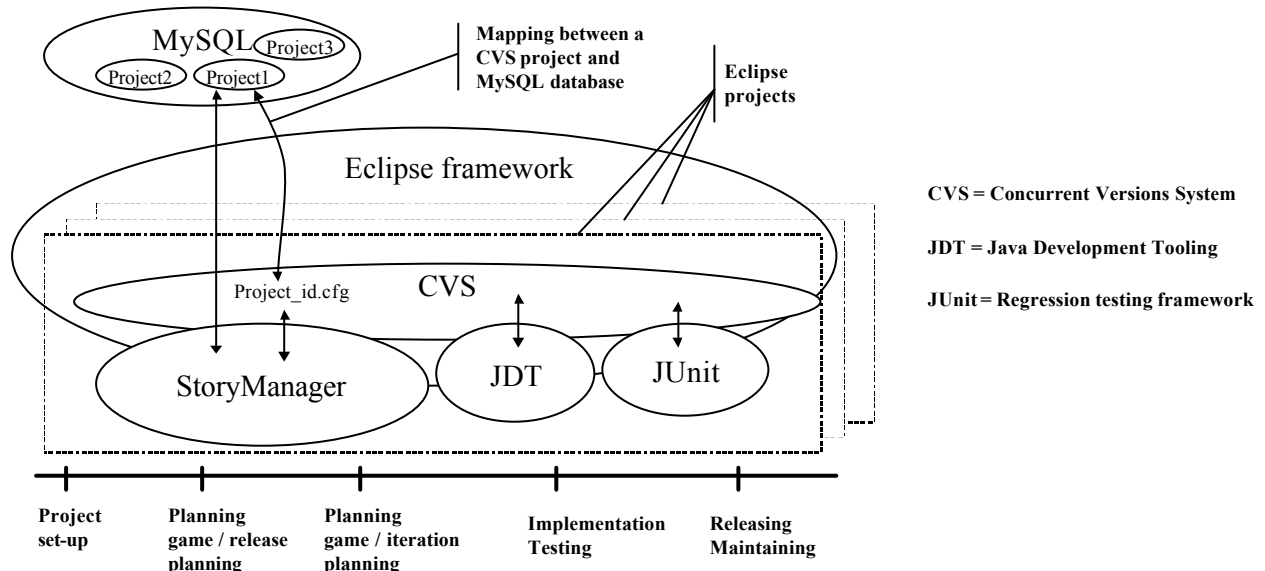 MySQL
Project3
Project2
Project1
Mapping between a
CVS project and
MySQL database
Eclipse
projects
Eclipse framework
CVS = Concurrent Versions System
JDT = Java Development Tooling
JUnit = Regression testing framework
CVS
Project_id.cfg
StoryManager
JDT
JUnit
Project
set-up
Planning
game / release
planning
Planning
game / iteration
planning
Implementation
Testing
Releasing
Maintaining